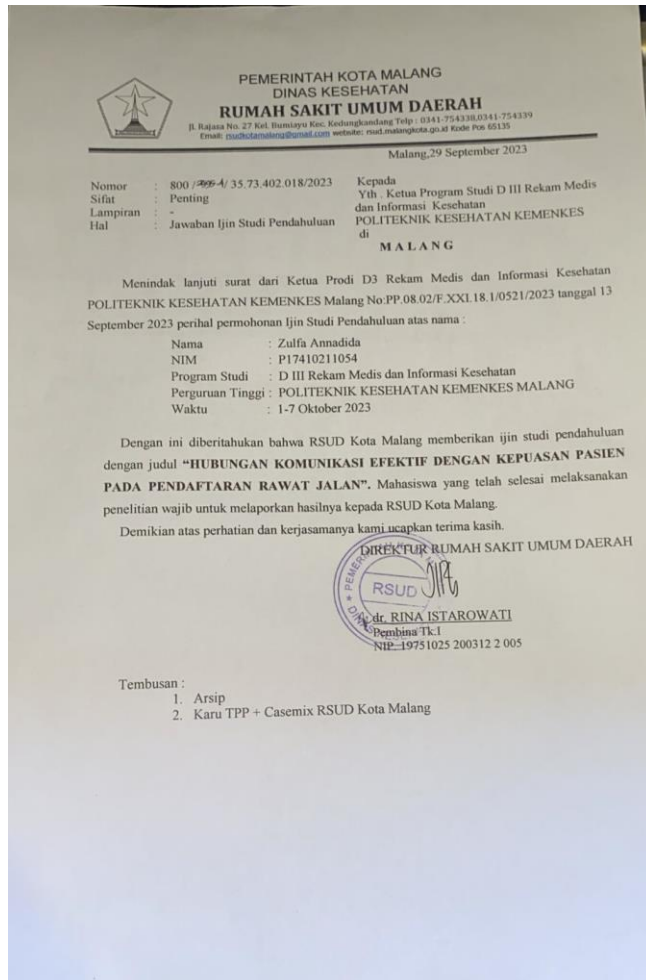 PEMERINTAH KOTA MALANG
DINAS KESEHATAN
RUMAH SAKIT UMUM DAERAH
Jl. Rajasa No. 27 Kel. Bumiayu Kec. Kedungkandang Telp : 0341-754338,0341-754339
Email: rsudkotamalang@gmail.com website: rsud.malangkota.go.id Kode Pos 65135
Malang,29 September 2023
Nomor : 800 / / 35.73.402.018/2023
Sifat : Penting
Lampiran : -
Hal : Jawaban Ijin Studi Pendahuluan
Kepada
Yth . Ketua Program Studi D III Rekam Medis
dan Informasi Kesehatan
POLITEKNIK KESEHATAN KEMENKES
di
M A L A N G
Menindak lanjuti surat dari Ketua Prodi D3 Rekam Medis dan Informasi Kesehatan
POLITEKNIK KESEHATAN KEMENKES Malang No:PP.08.02/F.XXI.18.1/0521/2023 tanggal 13
September 2023 perihal permohonan Ijin Studi Pendahuluan atas nama :
Nama : Zulfa Annadida
NIM : P17410211054
Program Studi : D III Rekam Medis dan Informasi Kesehatan
Perguruan Tinggi : POLITEKNIK KESEHATAN KEMENKES MALANG
Waktu : 1-7 Oktober 2023
Dengan ini diberitahukan bahwa RSUD Kota Malang memberikan ijin studi pendahuluan
dengan judul “HUBUNGAN KOMUNIKASI EFEKTIF DENGAN KEPUASAN PASIEN
PADA PENDAFTARAN RAWAT JALAN”. Mahasiswa yang telah selesai melaksanakan
penelitian wajib untuk melaporkan hasilnya kepada RSUD Kota Malang.
Demikian atas perhatian dan kerjasamanya kami ucapkan terima kasih.
DIREKTUR RUMAH SAKIT UMUM DAERAH
RSUD
dr. RINA ISTAROWATI
Pembina Tk.I
NIP. 19751025 200312 2 005
Tembusan :
1. Arsip
2. Karu TPP + Casemix RSUD Kota Malang